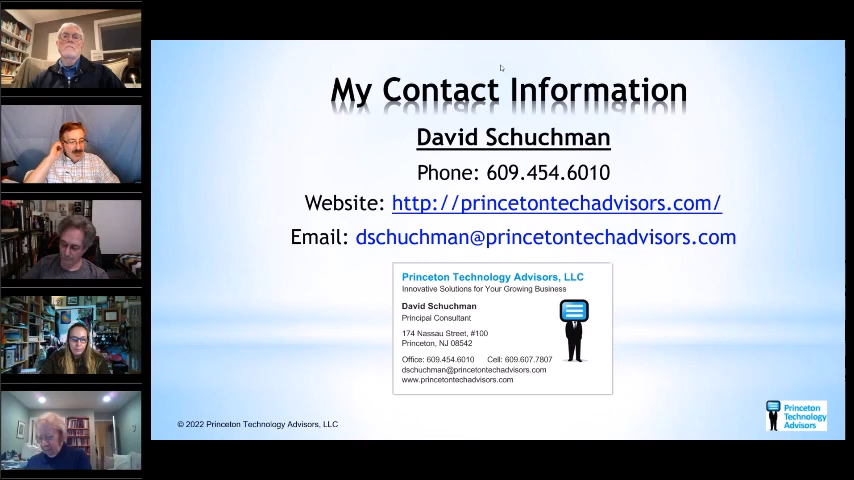 My Contact Information
David Schuchman
Phone: 609.454.6010
Website: http://princetontechadvisors.com/
Email: dschuchman@princetontechadvisors.com
Princeton Technology Advisors, LLC
Innovative Solutions for Your Growing Business
David Schuchman
Principal Consultant
174 Nassau Street, #100
Princeton, NJ 08542
Office: 609.454.6010 Cell: 609.607.7807
dschuchman@princetontechadvisors.com
www.princetontechadvisors.com
© 2022 Princeton Technology Advisors, LLC
Princeton
Technology
Advisors